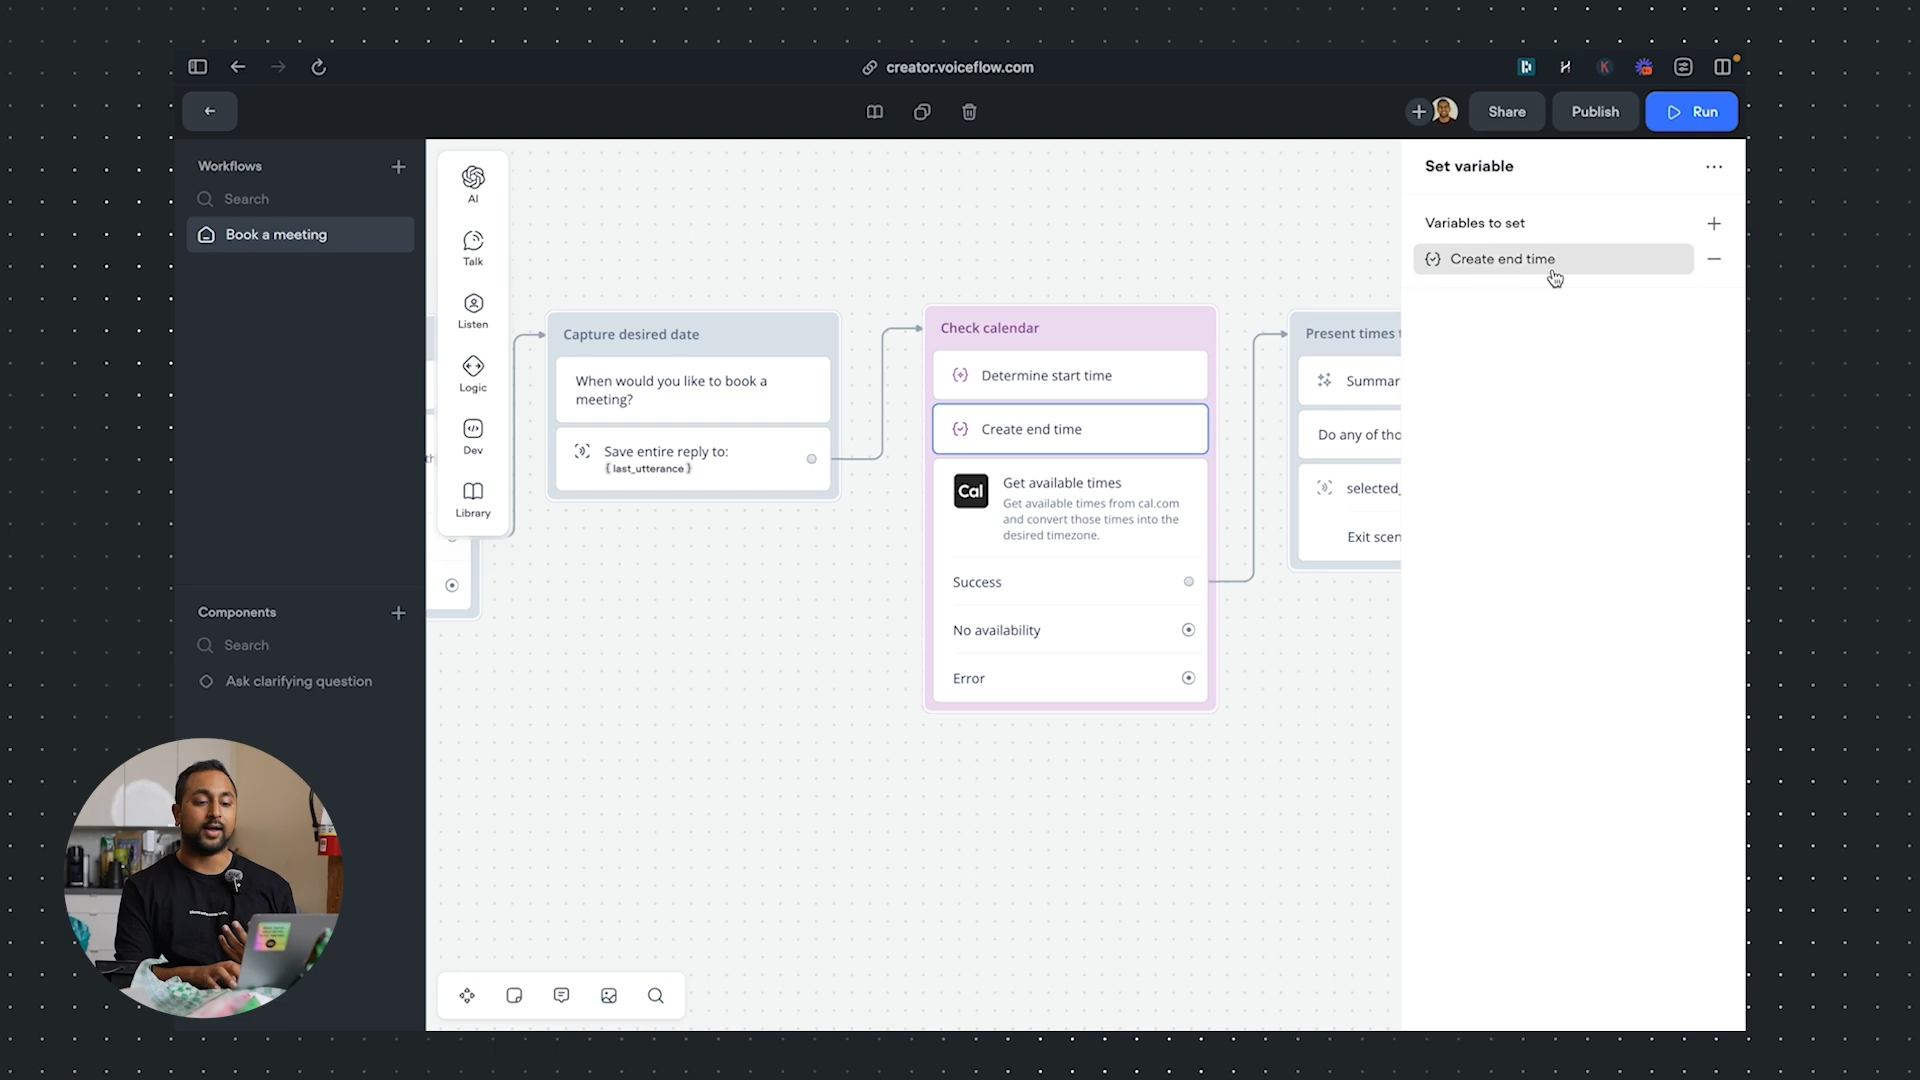 creator.voiceflow.com
Share
Publish
Run
Workflows
Search
Book a meeting
Components
Search
Ask clarifying question
AI
Talk
Listen
Logic
Dev
Library
Capture desired date
When would you like to book a
meeting?
Save entire reply to:
{last_utterance}
Check calendar
Determine start time
Create end time
Cal
Get available times
Get available times from cal.com
and convert those times into the
desired timezone.
Success
No availability
Error
Present times t
Summar
Do any of tho
selected_
Exit scen
Set variable
Variables to set
Create end time